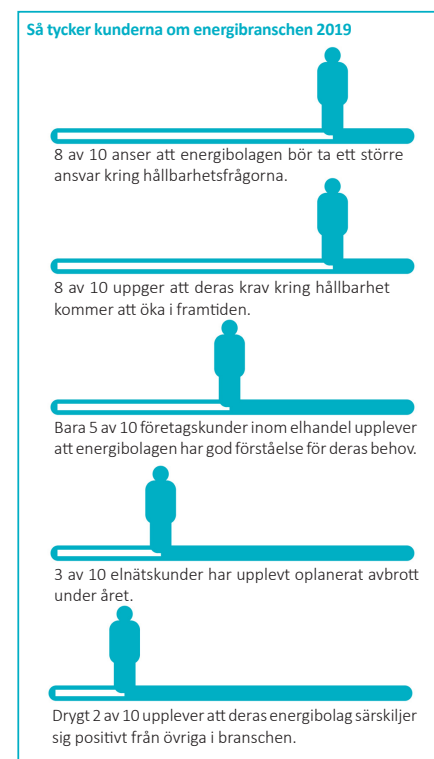 Så tycker kunderna om energibranschen 2019
8 av 10 anser att energibolagen bör ta ett större
ansvar kring hållbarhetsfrågorna.
8 av 10 uppger att deras krav kring hållbarhet
kommer att öka i framtiden.
Bara 5 av 10 företagskunder inom elhandel upplever
att energibolagen har god förståelse för deras behov.
3 av 10 elnätskunder har upplevt oplanerat avbrott
under året.
Drygt 2 av 10 upplever att deras energibolag särskiljer
sig positivt från övriga i branschen.